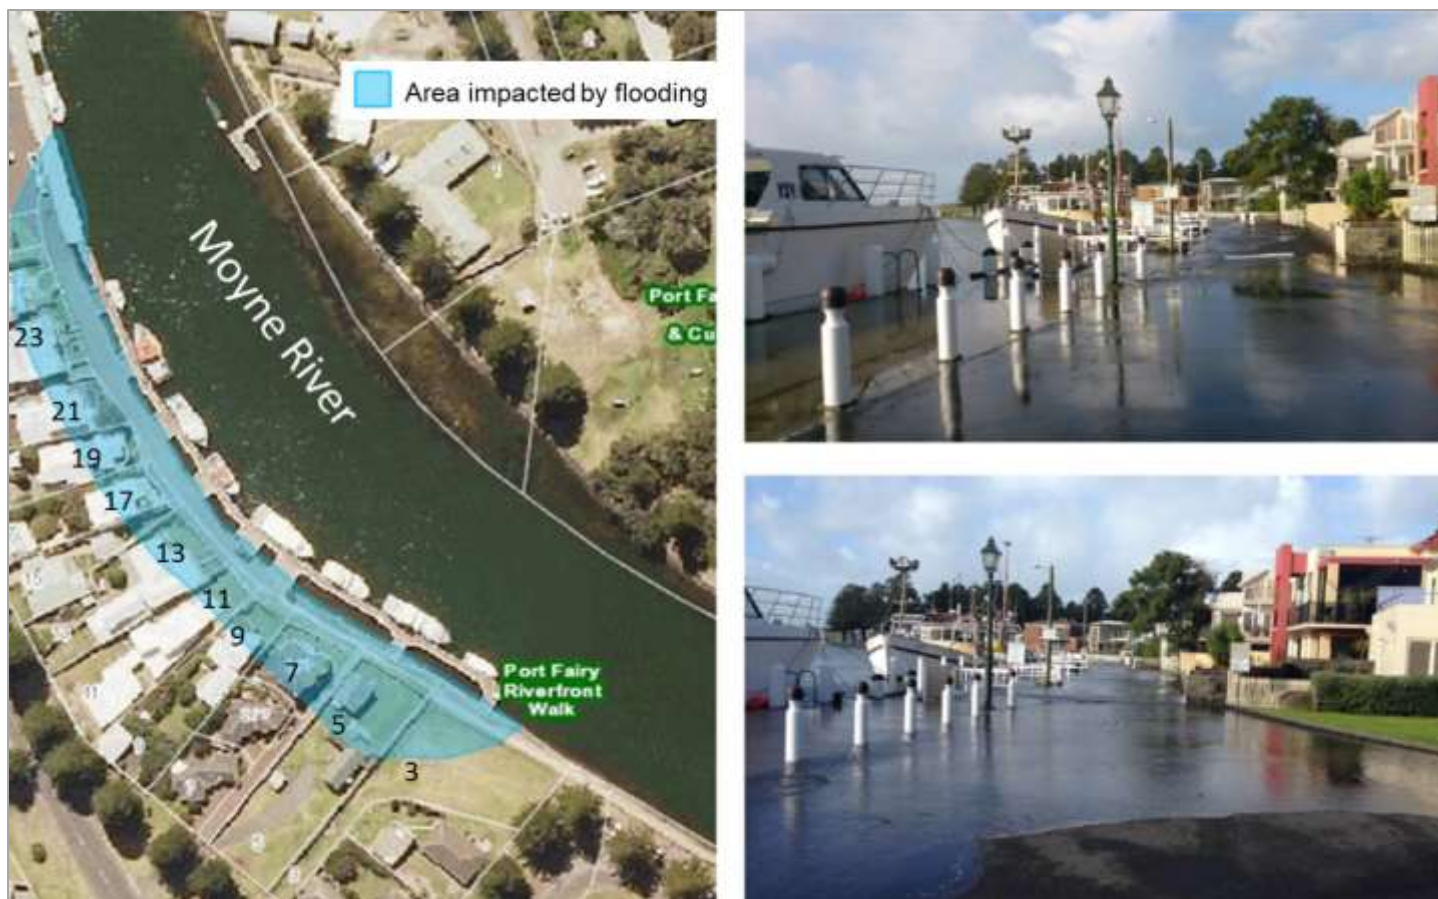 Area impacted by flooding
Moyne River
Port Fa
& Cu
23
21
19
17
13
11
9
7
5
3
Port Fairy
Riverfront
Walk